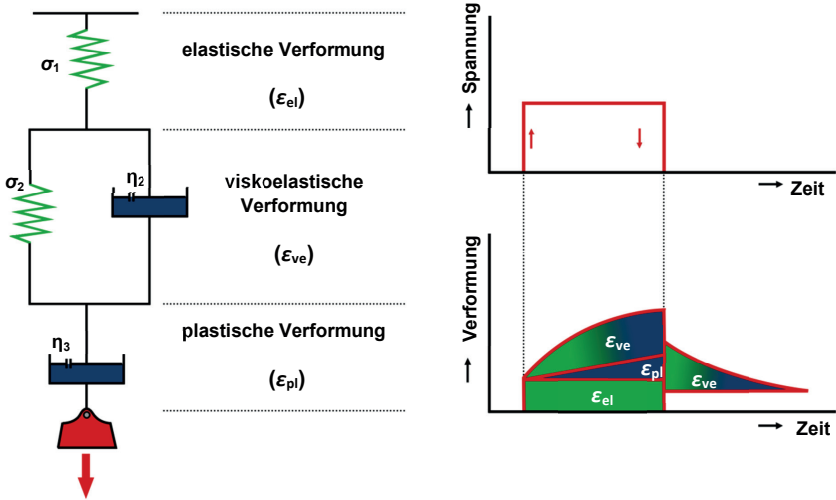 σ1
elastische Verformung
(εel)
σ2
η2
viskoelastische
Verformung
(εve)
η3
plastische Verformung
(εpl)
→ Spannung
→ Zeit
→ Verformung
εve
εpl
εel
εve
→ Zeit